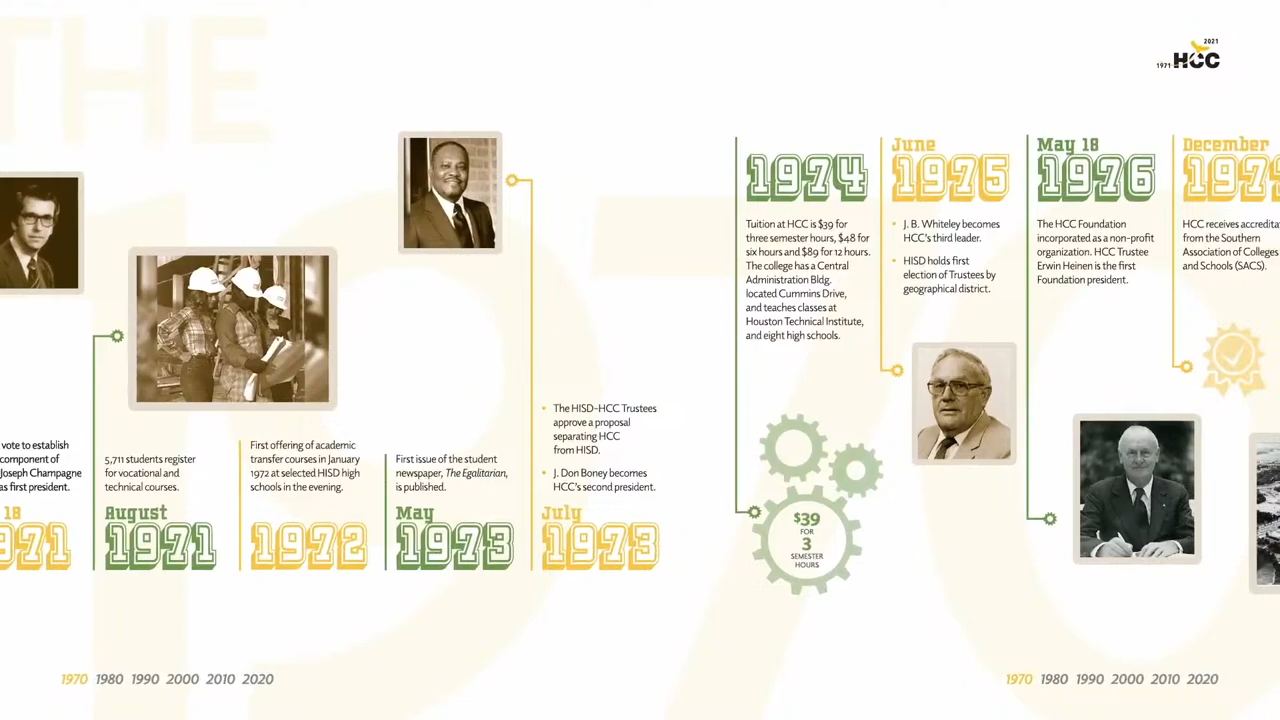 THE
2021
1971 HCC
vote to establish
component of
Joseph Champagne
as first president.
18
1971
5,711 students register
for vocational and
technical courses.
August
1971
First offering of academic
transfer courses in January
1972 at selected HISD high
schools in the evening.
1972
First issue of the student
newspaper, The Egalitarian,
is published.
May
1973
• The HISD-HCC Trustees
approve a proposal
separating HCC
from HISD.
• J. Don Boney becomes
HCC's second president.
July
1973
1974
Tuition at HCC is $39 for
three semester hours, $48 for
six hours and $89 for 12 hours.
The college has a Central
Administration Bldg.
located Cummins Drive,
and teaches classes at
Houston Technical Institute,
and eight high schools.
$39
FOR
3
SEMESTER
HOURS
June
1975
• J. B. Whiteley becomes
HCC's third leader.
• HISD holds first
election of Trustees by
geographical district.
May 18
1976
The HCC Foundation
incorporated as a non-profit
organization. HCC Trustee
Erwin Heinen is the first
Foundation president.
December
197
HCC receives accredita
from the Southern
Association of Colleges
and Schools (SACS).
1970 1980 1990 2000 2010 2020
1970 1980 1990 2000 2010 2020